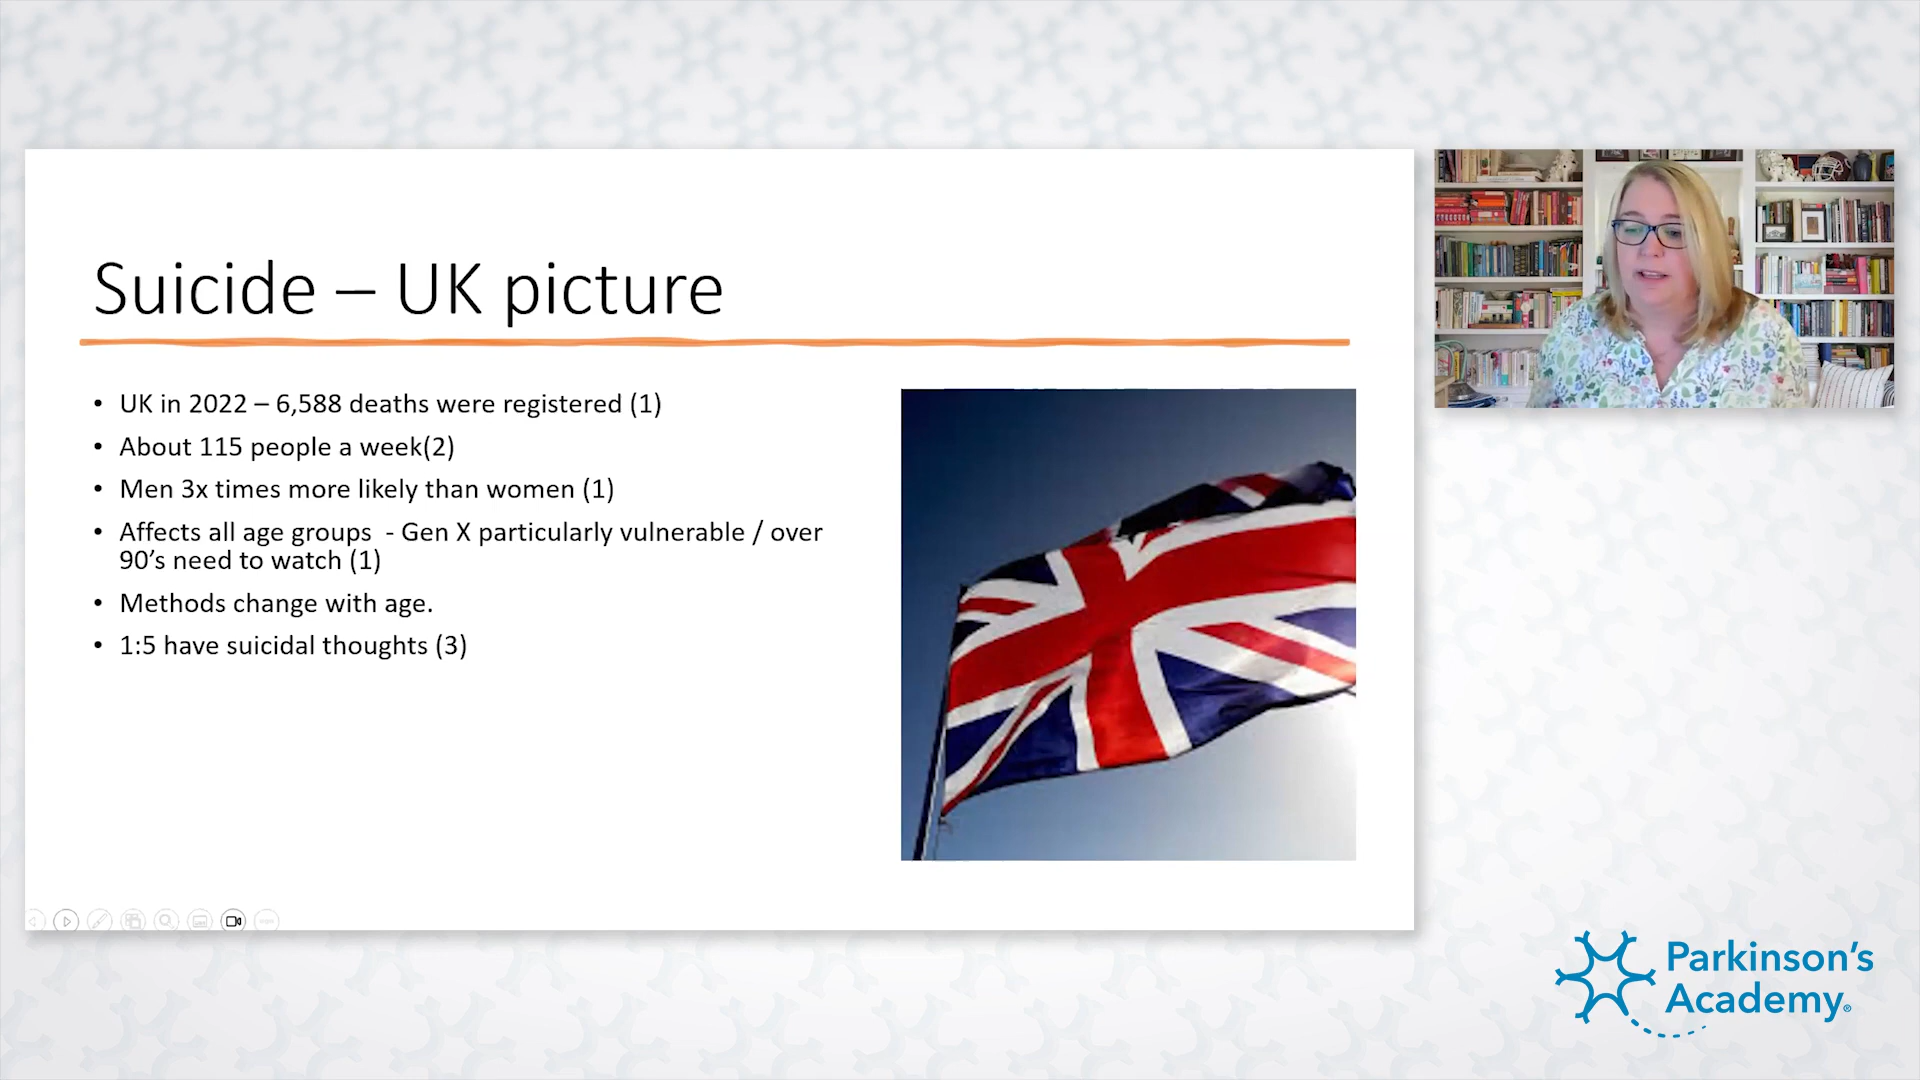 Suicide – UK picture
• UK in 2022 – 6,588 deaths were registered (1)
• About 115 people a week(2)
• Men 3x times more likely than women (1)
• Affects all age groups  - Gen X particularly vulnerable / over
90’s need to watch (1)
• Methods change with age.
• 1:5 have suicidal thoughts (3)
Parkinson’s
Academy®